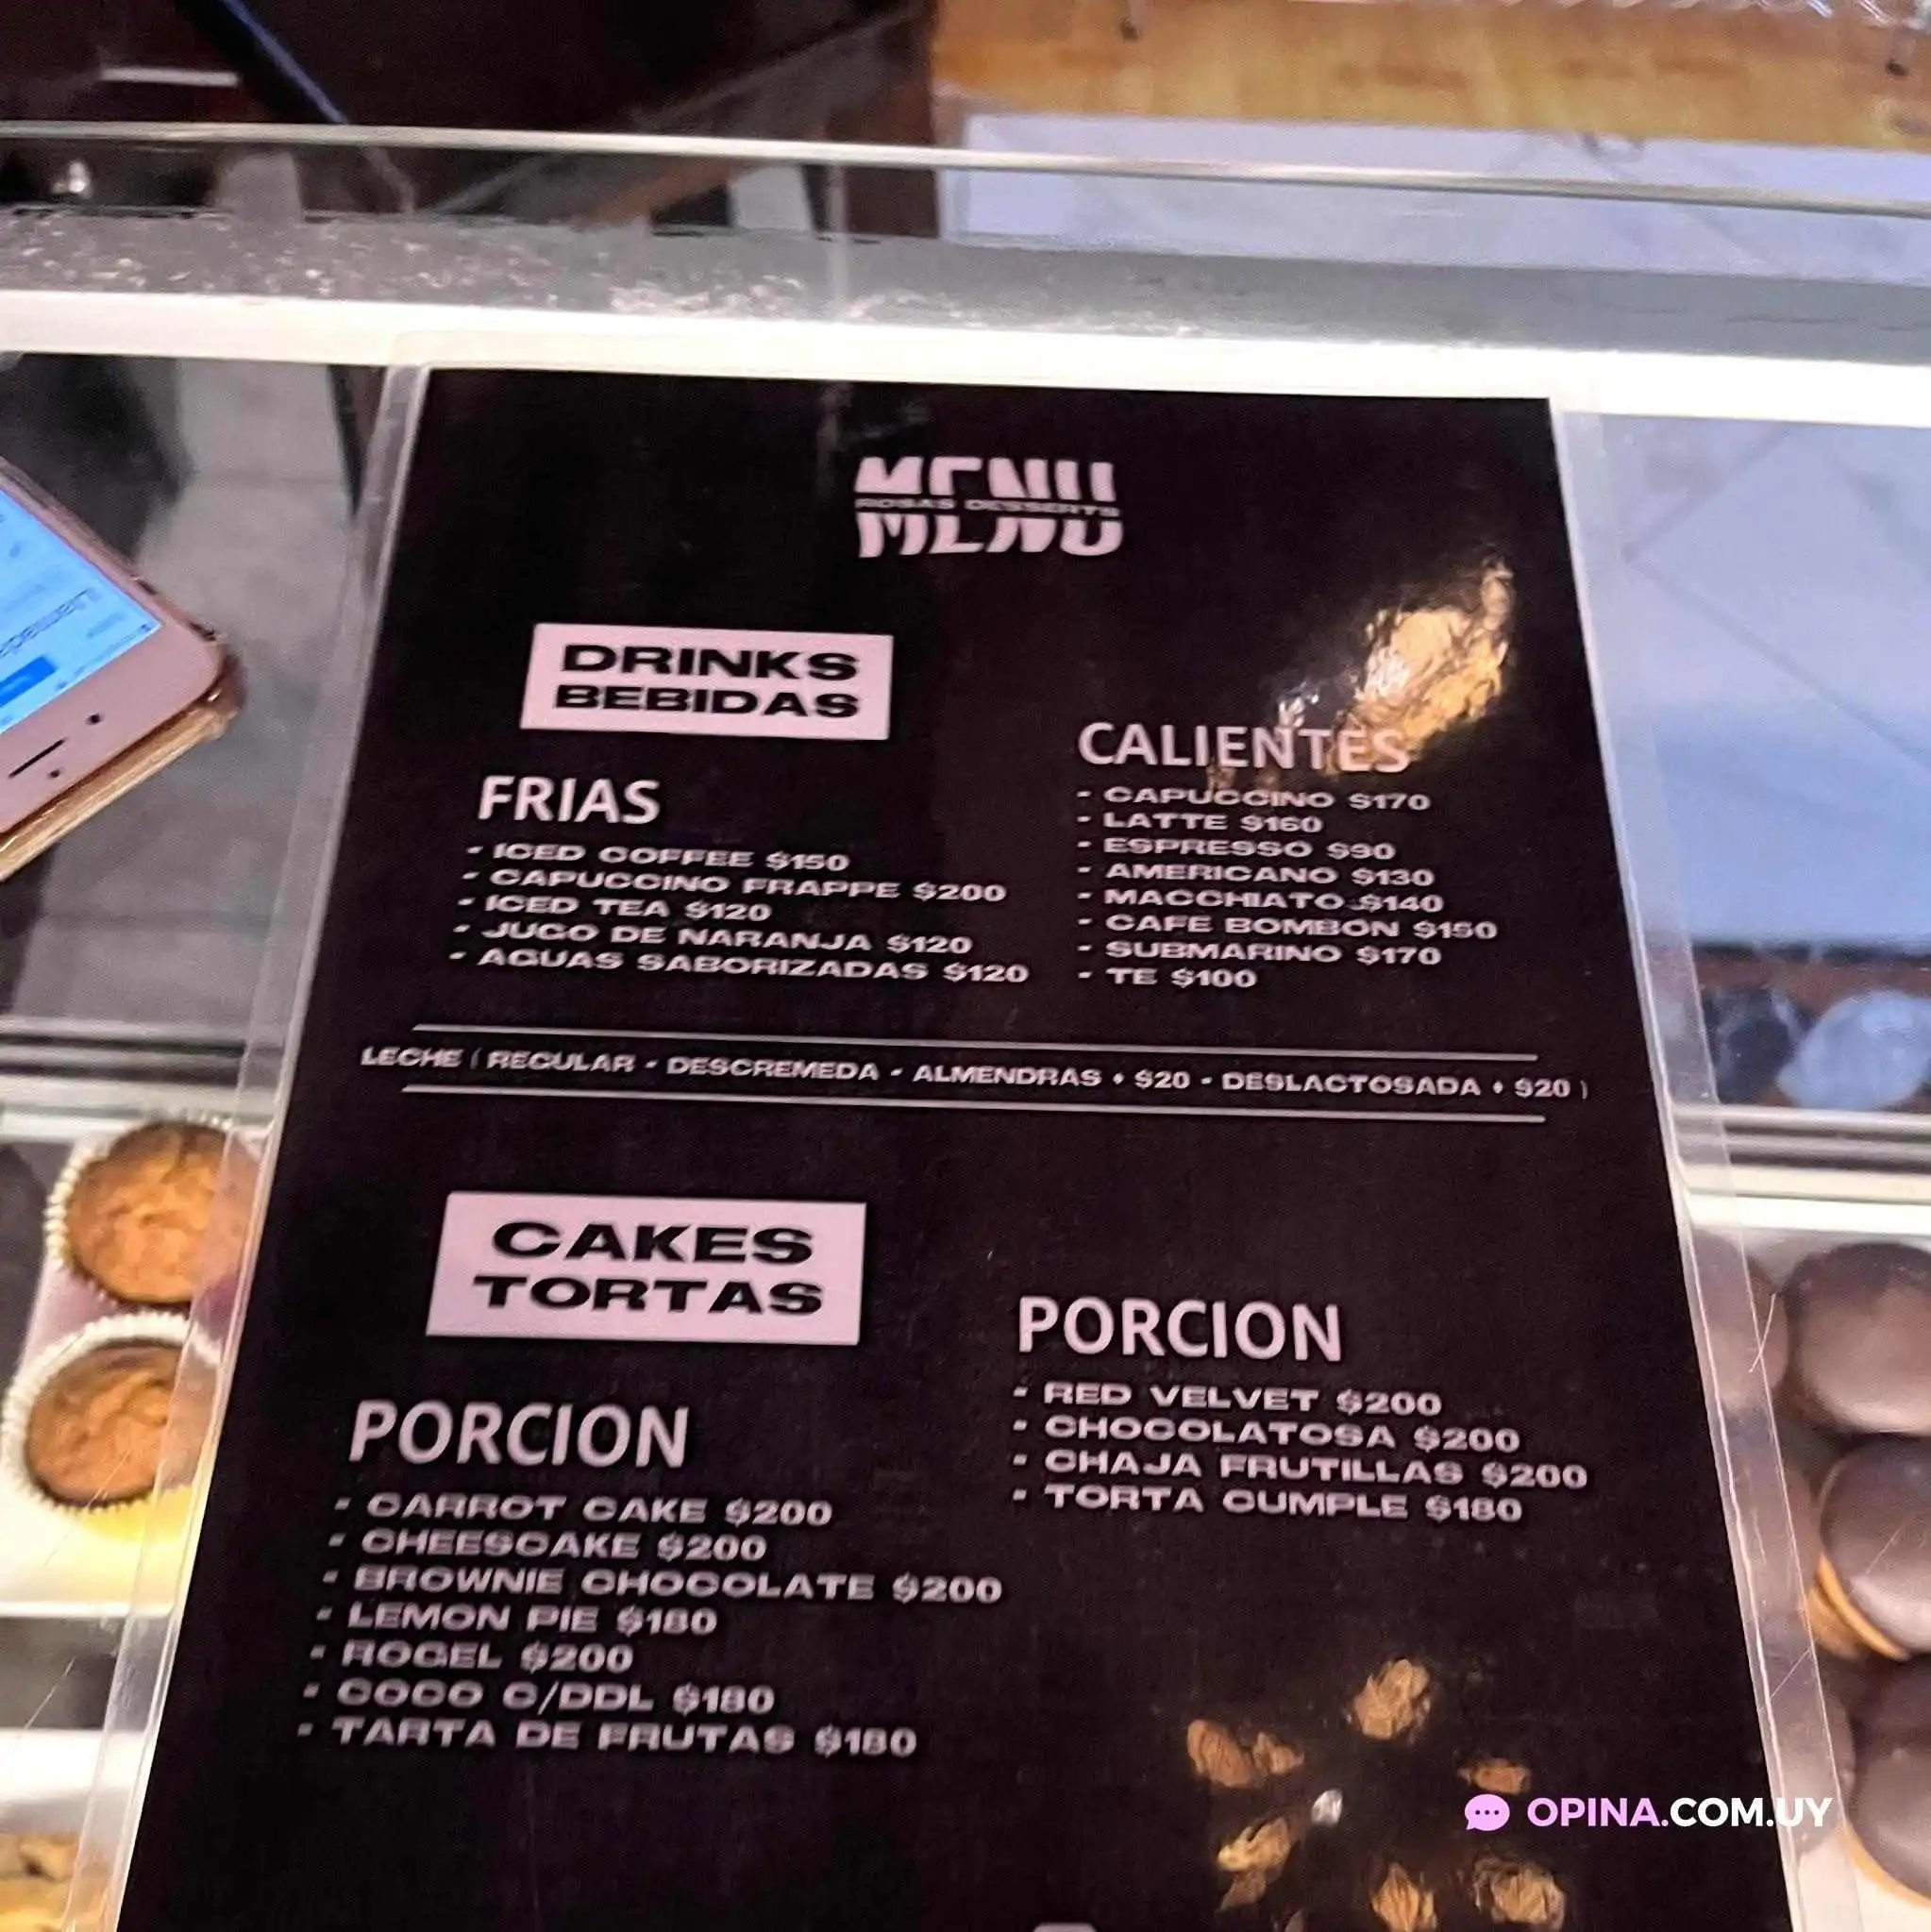 MENU
ROSAS DESSERTS
DRINKS
BEBIDAS
FRIAS
- ICED COFFEE $150
- CAPUCCINO FRAPPE $200
- ICED TEA $120
- JUGO DE NARANJA $120
- AGUAS SABORIZADAS $120
CALIENTES
- CAPUCCINO $170
- LATTE $160
- ESPRESSO $90
- AMERICANO $130
- MACCHIATO $140
- CAFE BOMBON $150
- SUBMARINO $170
- TE $100
LECHE ( REGULAR - DESCREMEDA - ALMENDRAS + $20 - DESLACTOSADA + $20 )
CAKES
TORTAS
PORCION
- CARROT CAKE $200
- CHEESCAKE $200
- BROWNIE CHOCOLATE $200
- LEMON PIE $180
- ROGEL $200
- COCO C/DDL $180
- TARTA DE FRUTAS $180
PORCION
- RED VELVET $200
- CHOCOLATOSA $200
- CHAJA FRUTILLAS $200
- TORTA CUMPLE $180
OPINA.COM.UY